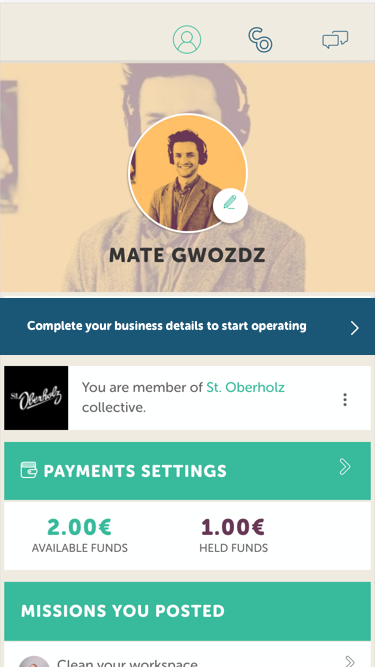 MATE GWOZDZ
Complete your business details to start operating
St. Oberholz
You are member of St. Oberholz
collective.
PAYMENTS SETTINGS
2.00€ 1.00€
AVAILABLE FUNDS HELD FUNDS
MISSIONS YOU POSTED
Clean your workspace